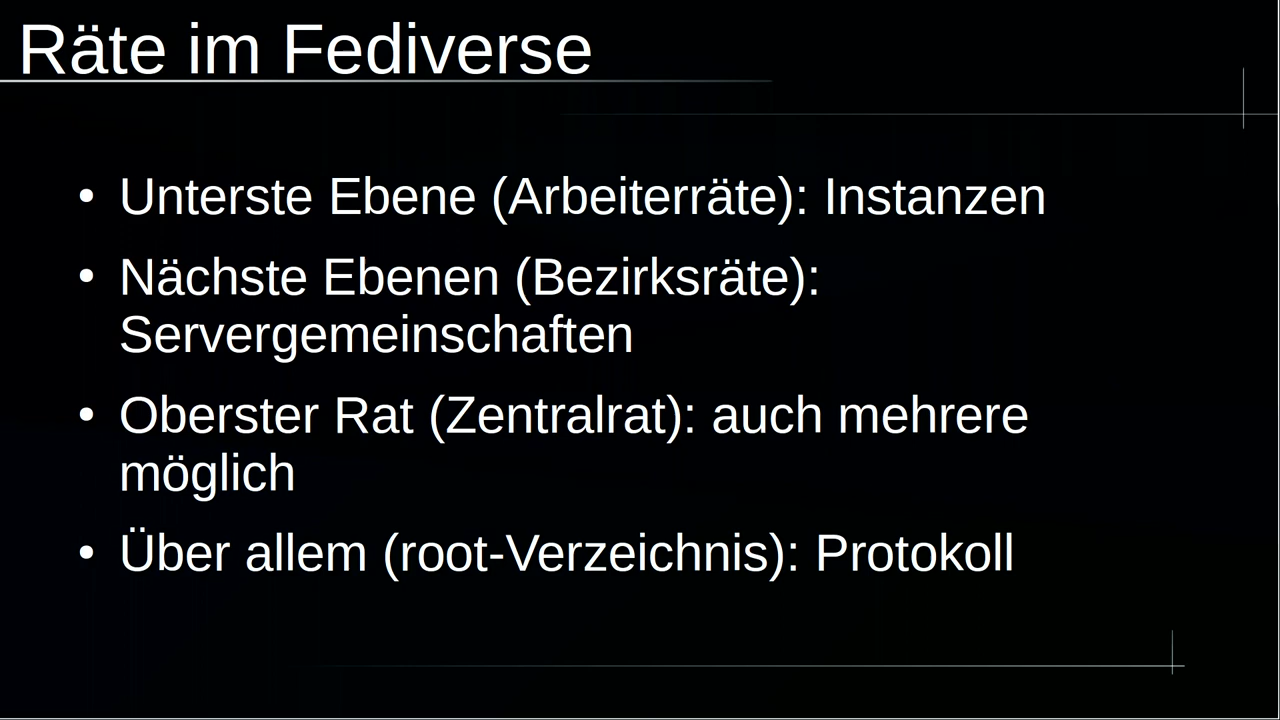 Räte im Fediverse
• Unterste Ebene (Arbeiterräte): Instanzen
• Nächste Ebenen (Bezirksräte):
Servergemeinschaften
• Oberster Rat (Zentralrat): auch mehrere
möglich
• Über allem (root-Verzeichnis): Protokoll